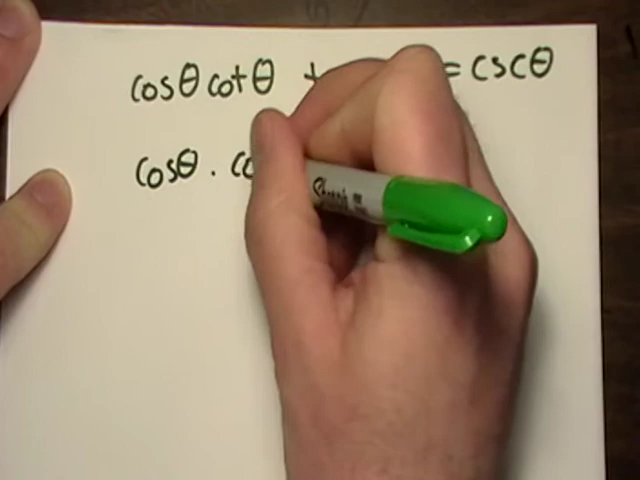 cosθ cotθ + = cscθ
cosθ · co
Sharpie